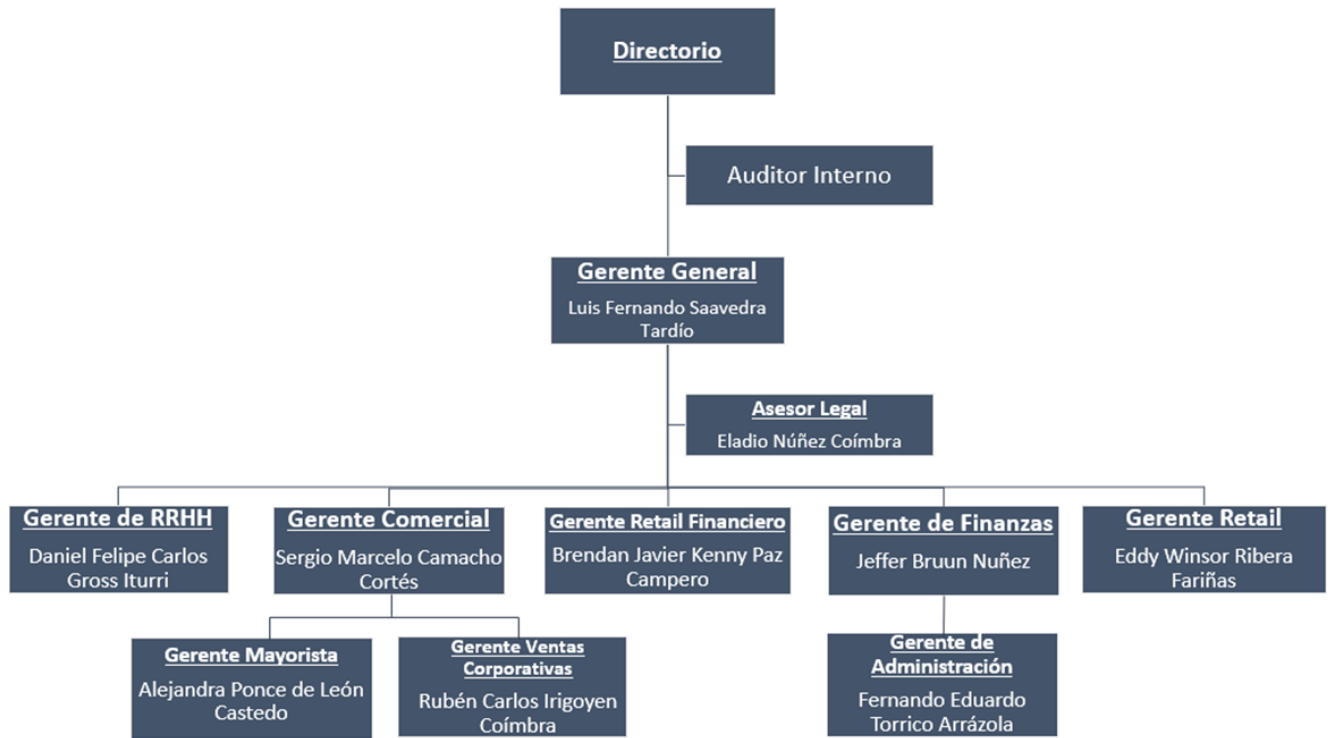 Directorio
Auditor Interno
Gerente General
Luis Fernando Saavedra
Tardío
Asesor Legal
Eladio Núñez Coímbra
Gerente de RRHH
Daniel Felipe Carlos
Gross Iturri
Gerente Comercial
Sergio Marcelo Camacho
Cortés
Gerente Retail Financiero
Brendan Javier Kenny Paz
Campero
Gerente de Finanzas
Jeffer Bruun Nuñez
Gerente Retail
Eddy Winsor Ribera
Fariñas
Gerente Mayorista
Alejandra Ponce de León
Castedo
Gerente Ventas
Corporativas
Rubén Carlos Irigoyen
Coímbra
Gerente de
Administración
Fernando Eduardo
Torrico Arrázola